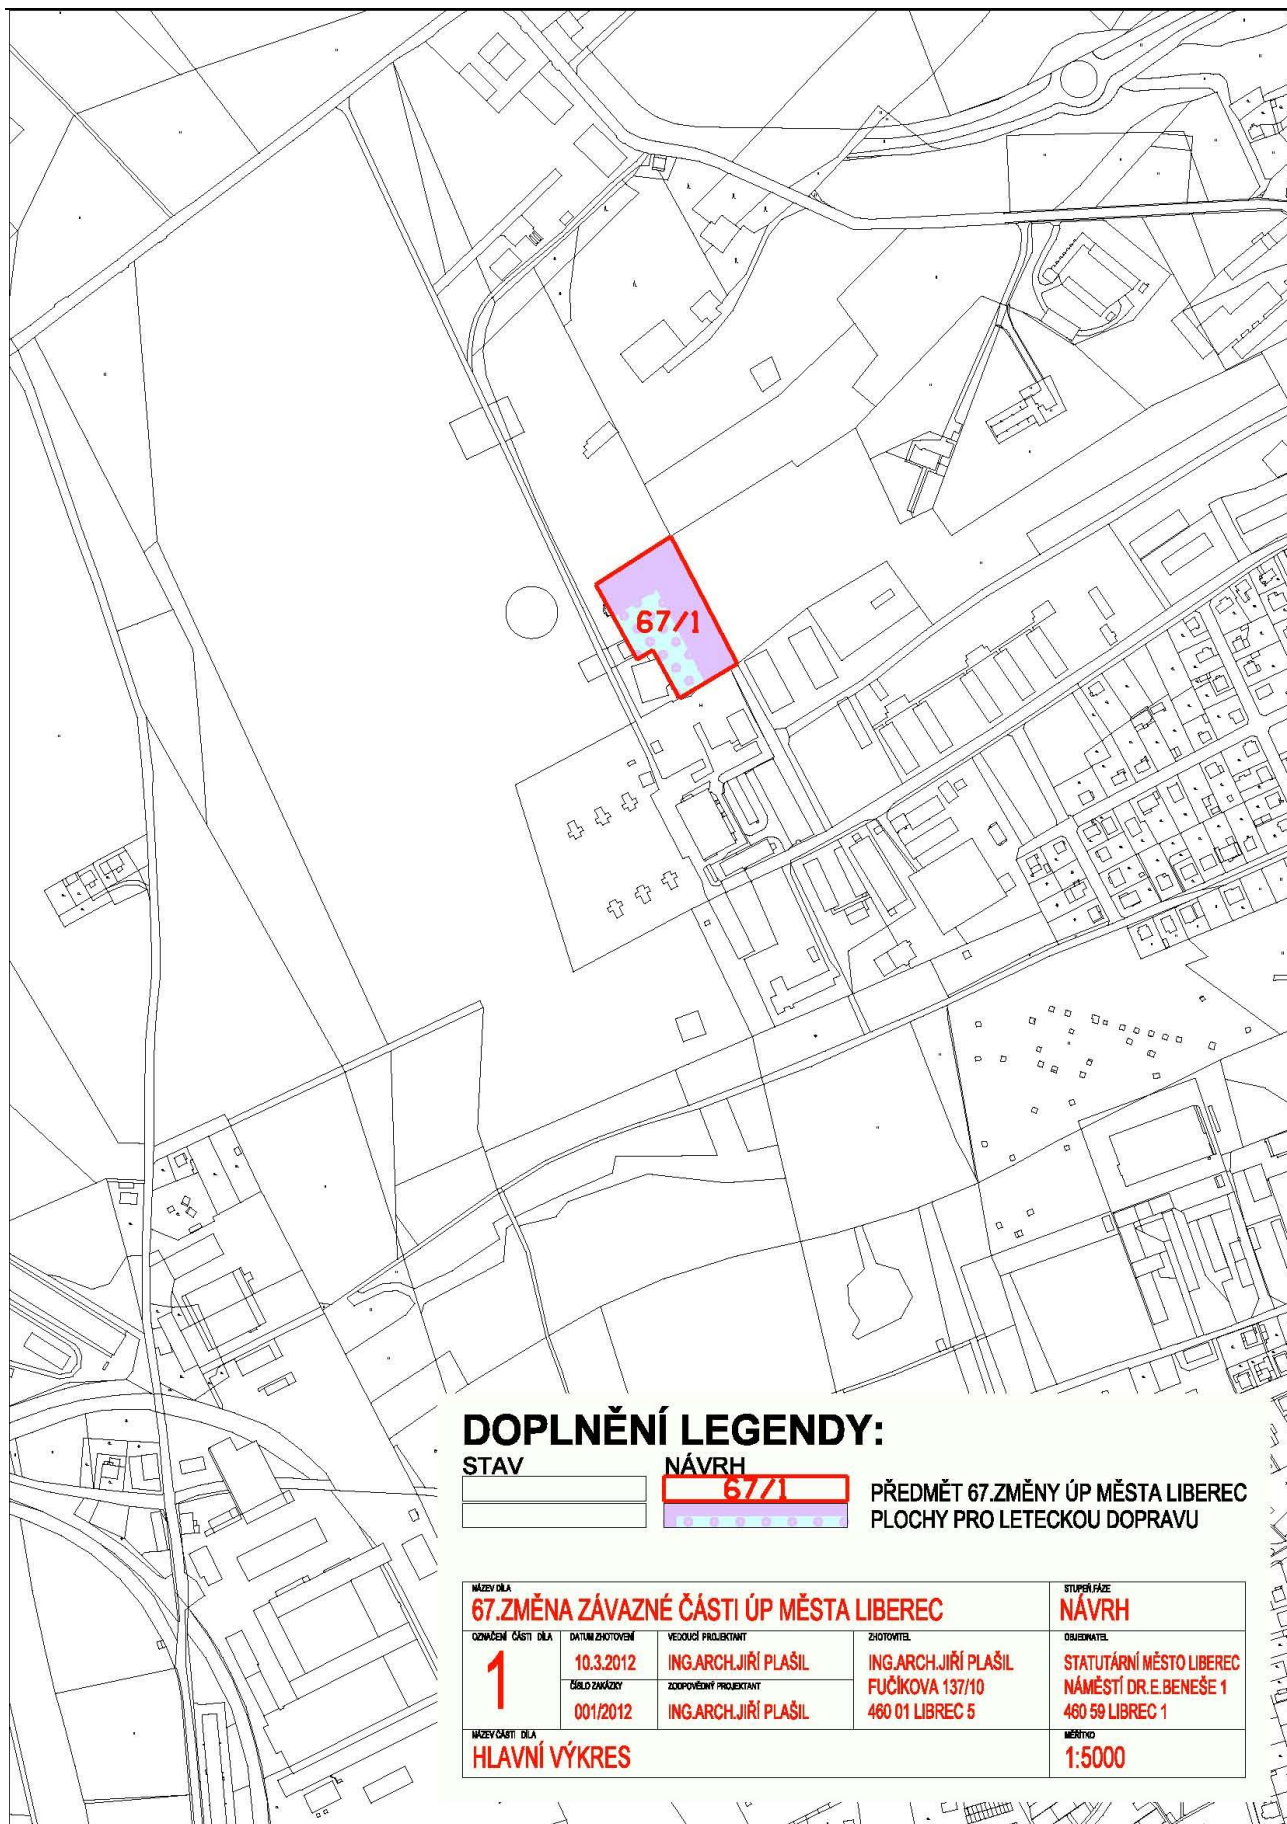 67/1
DOPLNĚNÍ LEGENDY:
STAV
NÁVRH
67/1
PŘEDMĚT 67.ZMĚNY ÚP MĚSTA LIBEREC
PLOCHY PRO LETECKOU DOPRAVU
NÁZEV DÍLA
67.ZMĚNA ZÁVAZNÉ ČÁSTI ÚP MĚSTA LIBEREC
STUPEŇ/FÁZE
NÁVRH
OZNAČENÍ ČÁSTI DÍLA
1
DATUM ZHOTOVENÍ
10.3.2012
ČÍSLO ZAKÁZKY
001/2012
VEDOUCÍ PROJEKTANT
ING.ARCH.JIŘÍ PLAŠIL
ZODPOVĚDNÝ PROJEKTANT
ING.ARCH.JIŘÍ PLAŠIL
ZHOTOVITEL
ING.ARCH.JIŘÍ PLAŠIL
FUČÍKOVA 137/10
460 01 LIBREC 5
OBJEDNATEL
STATUTÁRNÍ MĚSTO LIBEREC
NÁMĚSTÍ DR.E.BENEŠE 1
460 59 LIBREC 1
NÁZEV ČÁSTI DÍLA
HLAVNÍ VÝKRES
MĚŘÍTKO
1:5000